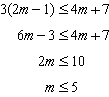 3(2m − 1) ≤ 4m + 7
6m − 3 ≤ 4m + 7
2m ≤ 10
m ≤ 5